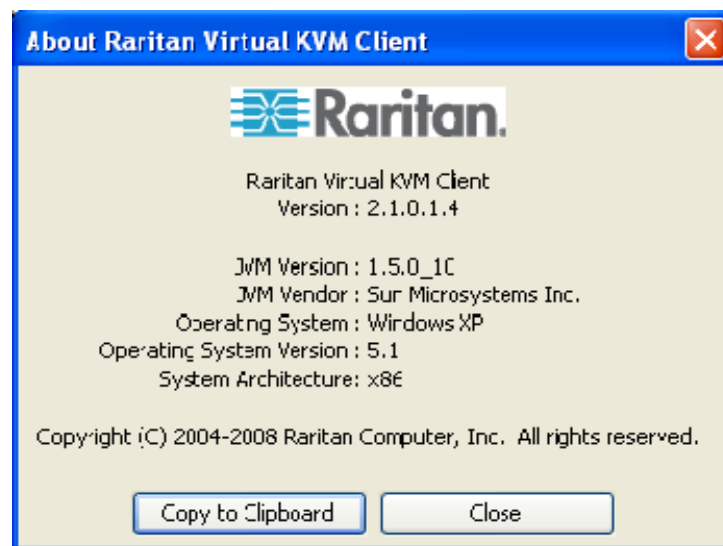 About Raritan Virtual KVM Client
Raritan.
Raritan Virtual KVM Client
Version : 2.1.0.1.4
JVM Version : 1.5.0_10
JVM Vendor : Sun Microsystems Inc.
Operating System : Windows XP
Operating System Version : 5.1
System Architecture: x86
Copyright (C) 2004-2008 Raritan Computer, Inc. All rights reserved.
Copy to Clipboard
Close